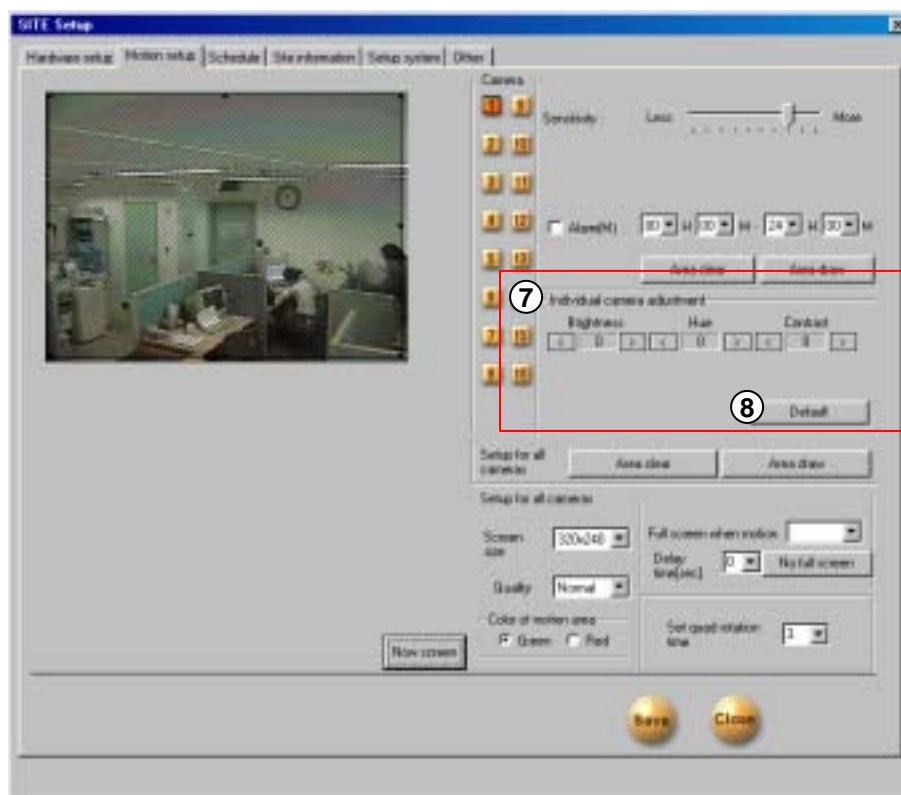 SITE Setup
Hardware setup Motion setup Schedule Site information Setup system Other
Camera
1 9
Sensitivity Less More
2 10
3 11
4 12
Alarm(M) 00 H 00 M - 24 H 00 M
5 13
Area clear Area draw
6
7 Individual camera adjustment
Brightness Hue Contrast
7 15
< 0 > < 0 > < 0 >
8 16
8 Default
Setup for all cameras
Area clear Area draw
Setup for all cameras
Screen size 320x240
Full screen when motion
Delay time[sec] 0 No full screen
Quality Normal
Color of motion area
Green Red
Set quad rotation time 3
Now screen
Save Close